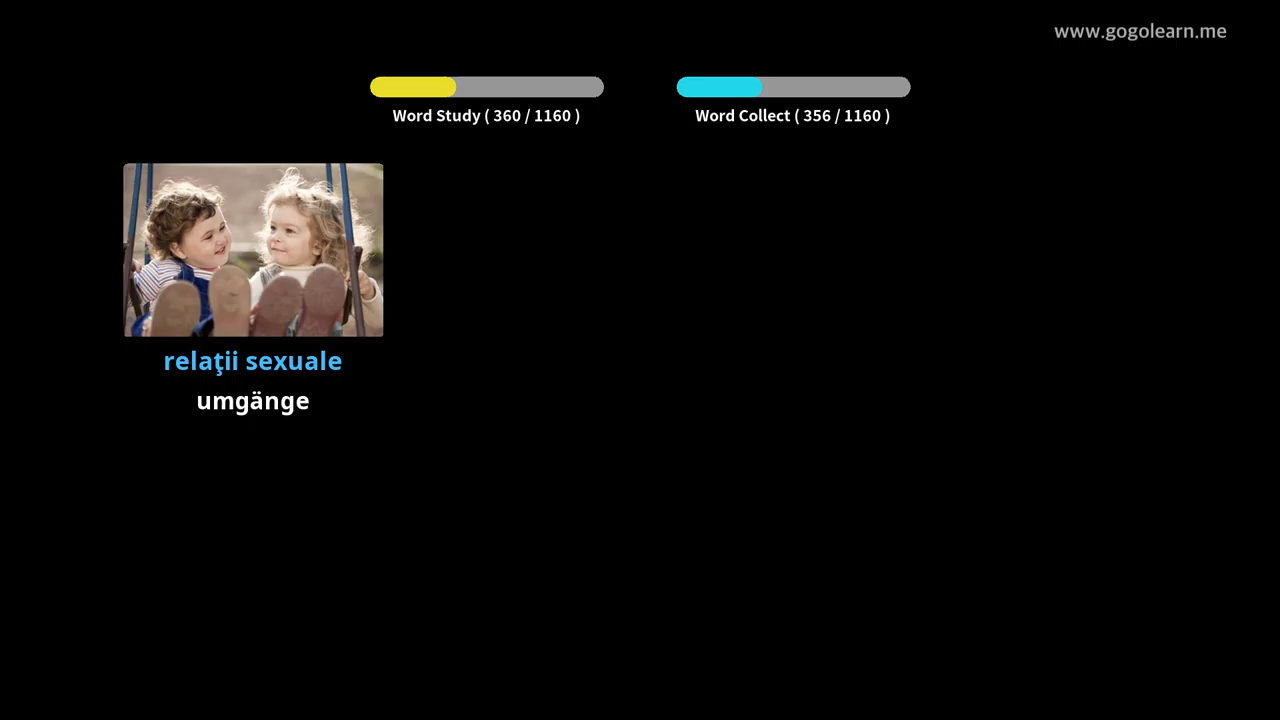 www.gogolearn.me
Word Study ( 360 / 1160 )
Word Collect ( 356 / 1160 )
relaţii sexuale
umgänge